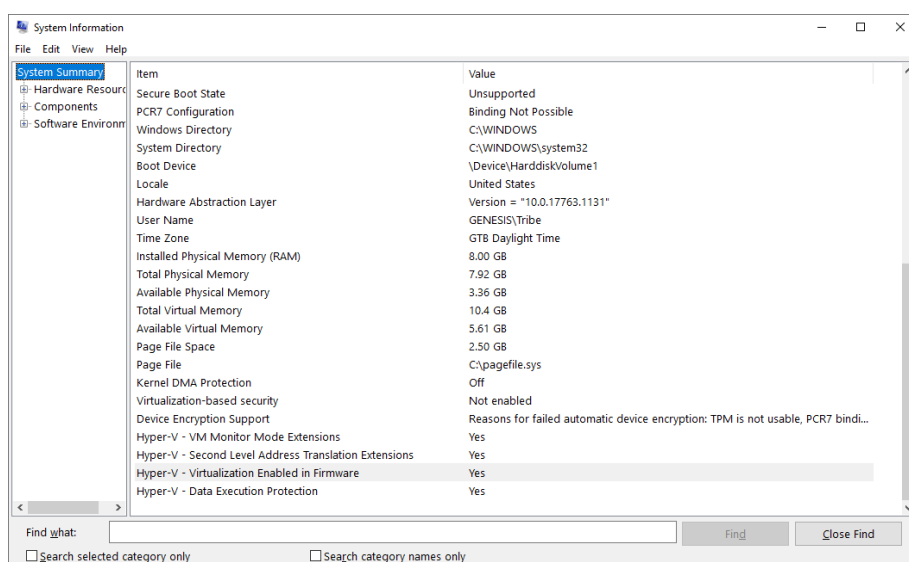 System Information
File Edit View Help
System Summary
Hardware Resourc
Components
Software Environm
Item Value
Secure Boot State Unsupported
PCR7 Configuration Binding Not Possible
Windows Directory C:\WINDOWS
System Directory C:\WINDOWS\system32
Boot Device \Device\HarddiskVolume1
Locale United States
Hardware Abstraction Layer Version = "10.0.17763.1131"
User Name GENESIS\Tribe
Time Zone GTB Daylight Time
Installed Physical Memory (RAM) 8.00 GB
Total Physical Memory 7.92 GB
Available Physical Memory 3.36 GB
Total Virtual Memory 10.4 GB
Available Virtual Memory 5.61 GB
Page File Space 2.50 GB
Page File C:\pagefile.sys
Kernel DMA Protection Off
Virtualization-based security Not enabled
Device Encryption Support Reasons for failed automatic device encryption: TPM is not usable, PCR7 bindi...
Hyper-V - VM Monitor Mode Extensions Yes
Hyper-V - Second Level Address Translation Extensions Yes
Hyper-V - Virtualization Enabled in Firmware Yes
Hyper-V - Data Execution Protection Yes
Find what: Find Close Find
Search selected category only Search category names only